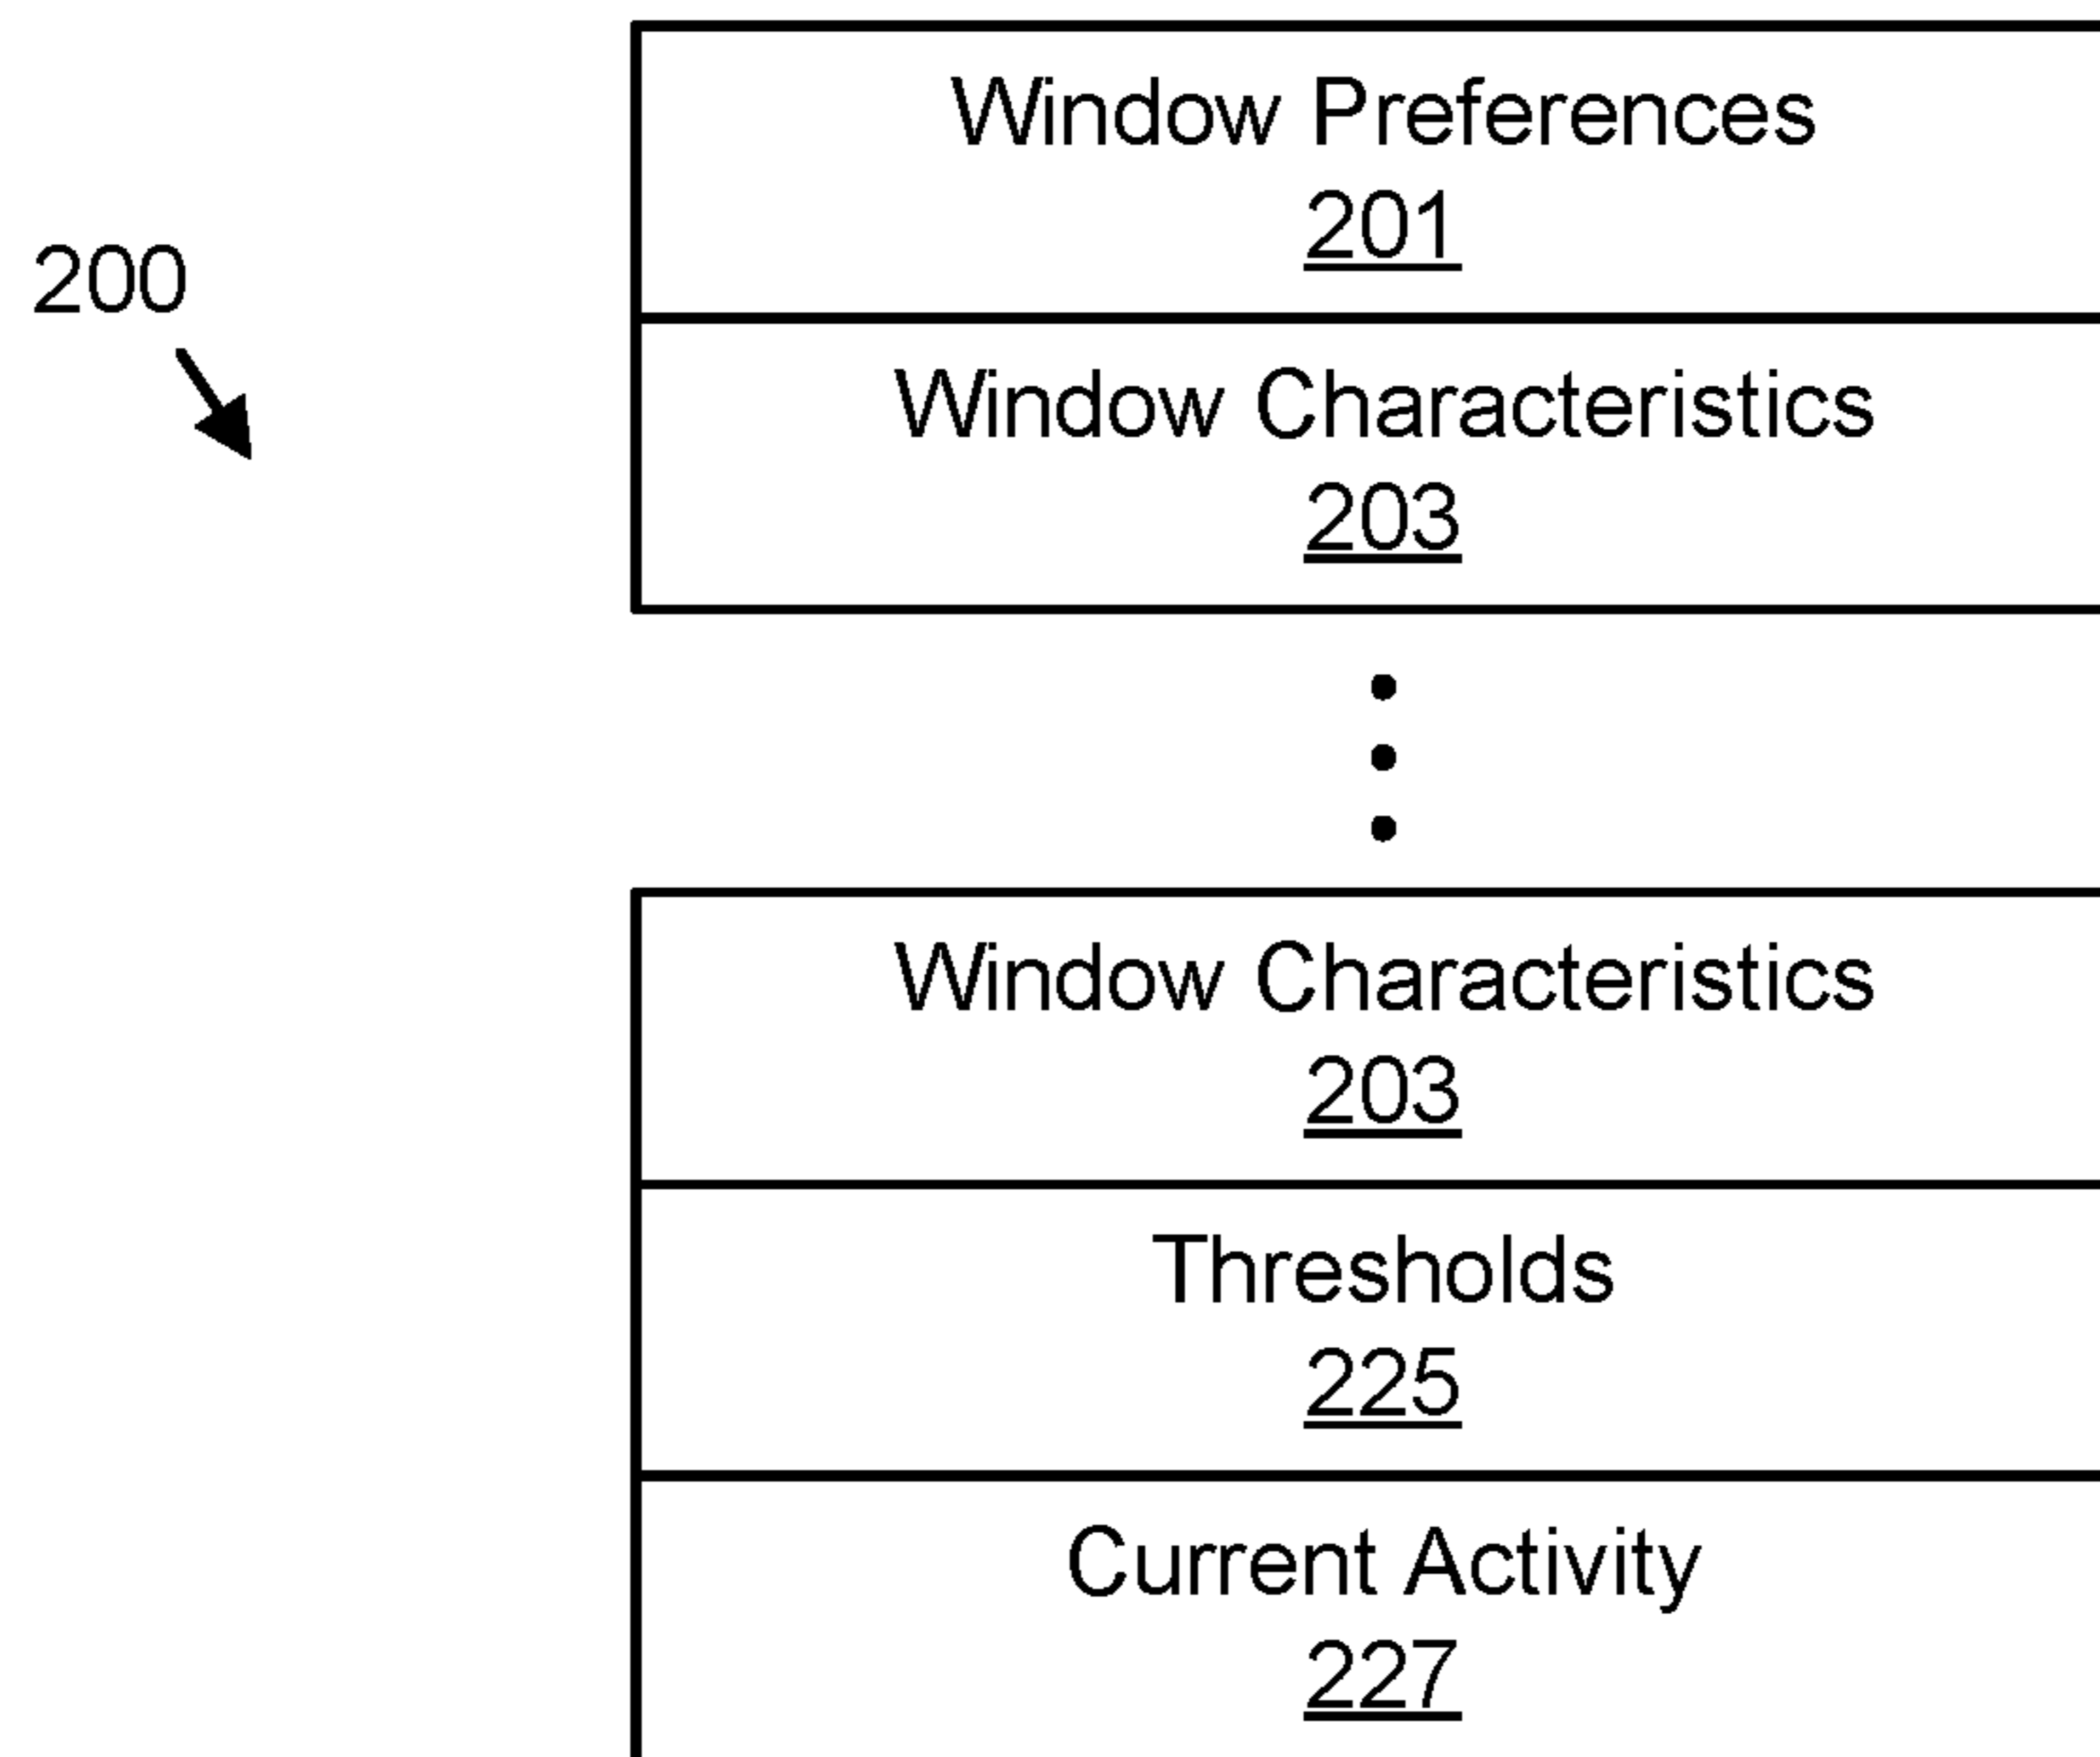 Window Preferences
201
200
Window Characteristics
203
Window Characteristics
203
Thresholds
225
Current Activity
227